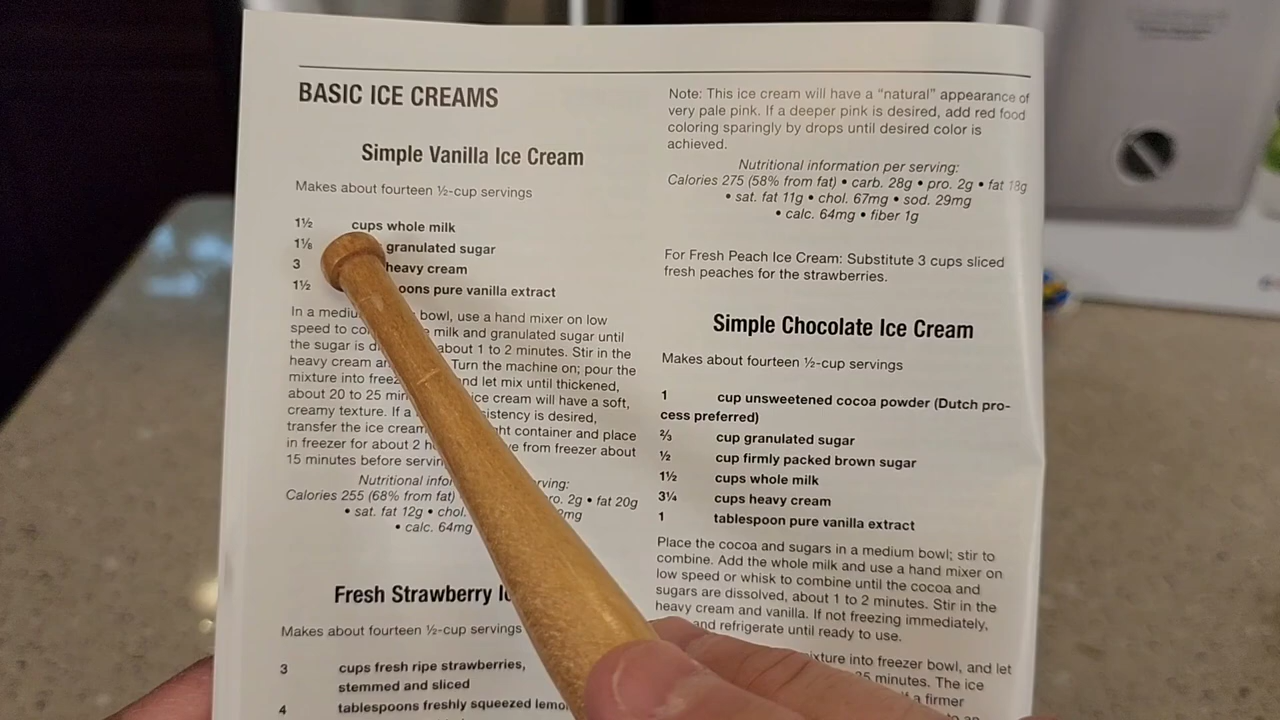 BASIC ICE CREAMS
Simple Vanilla Ice Cream
Makes about fourteen ½-cup servings
1½ cups whole milk
1⅛ granulated sugar
3 heavy cream
1½ oons pure vanilla extract
In a mediu bowl, use a hand mixer on low
speed to co milk and granulated sugar until
the sugar is d about 1 to 2 minutes. Stir in the
heavy cream an Turn the machine on; pour the
mixture into freez nd let mix until thickened,
about 20 to 25 min ice cream will have a soft,
creamy texture. If a sistency is desired,
transfer the ice cream ht container and place
in freezer for about 2 h ve from freezer about
15 minutes before servin
Nutritional infor rving:
Calories 255 (68% from fat) ro. 2g • fat 20g
• sat. fat 12g • chol. mg
• calc. 64mg
Fresh Strawberry Ic
Makes about fourteen ½-cup servings
3 cups fresh ripe strawberries,
stemmed and sliced
4 tablespoons freshly squeezed lemo
Note: This ice cream will have a “natural” appearance of
very pale pink. If a deeper pink is desired, add red food
coloring sparingly by drops until desired color is
achieved.
Nutritional information per serving:
Calories 275 (58% from fat) • carb. 28g • pro. 2g • fat 18g
• sat. fat 11g • chol. 67mg • sod. 29mg
• calc. 64mg • fiber 1g
For Fresh Peach Ice Cream: Substitute 3 cups sliced
fresh peaches for the strawberries.
Simple Chocolate Ice Cream
Makes about fourteen ½-cup servings
1 cup unsweetened cocoa powder (Dutch pro-
cess preferred)
⅔ cup granulated sugar
½ cup firmly packed brown sugar
1½ cups whole milk
3¼ cups heavy cream
1 tablespoon pure vanilla extract
Place the cocoa and sugars in a medium bowl; stir to
combine. Add the whole milk and use a hand mixer on
low speed or whisk to combine until the cocoa and
sugars are dissolved, about 1 to 2 minutes. Stir in the
heavy cream and vanilla. If not freezing immediately,
and refrigerate until ready to use.
ixture into freezer bowl, and let
25 minutes. The ice
a firmer
to an